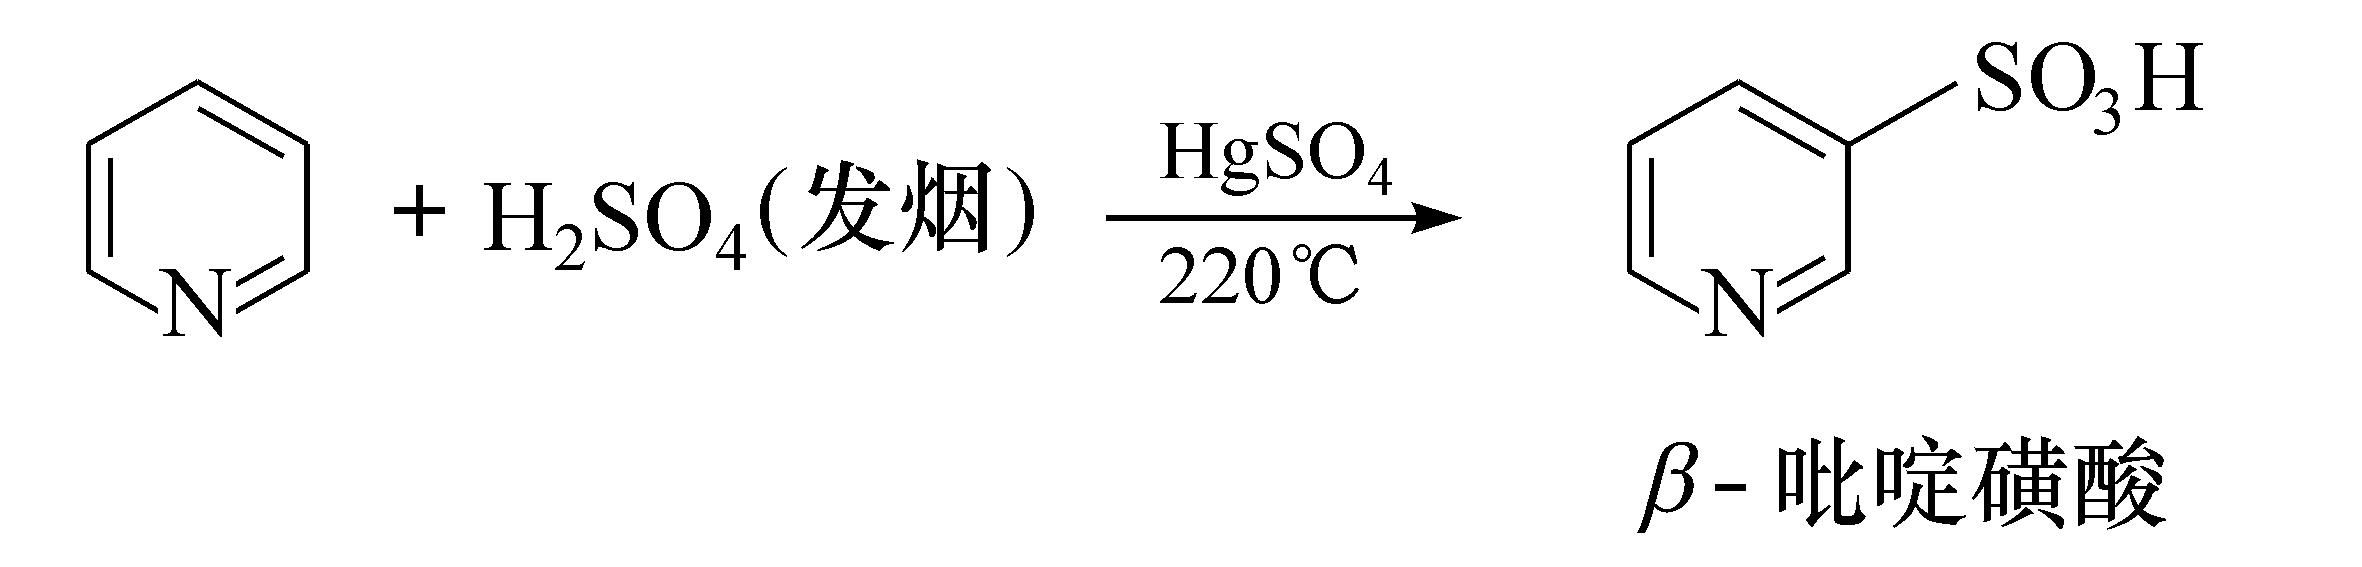 N + H₂SO₄(发烟) HgSO₄ 220℃ N SO₃H
β-吡啶磺酸